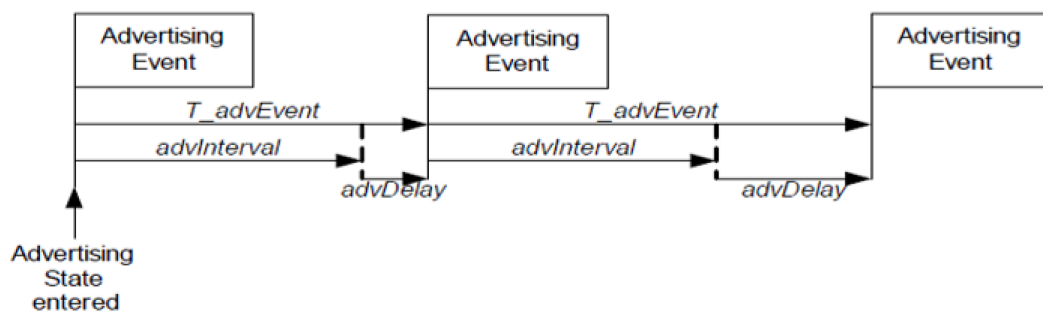 Advertising
Event
Advertising
Event
Advertising
Event
T_advEvent
T_advEvent
advInterval
advInterval
advDelay
advDelay
Advertising
State
entered